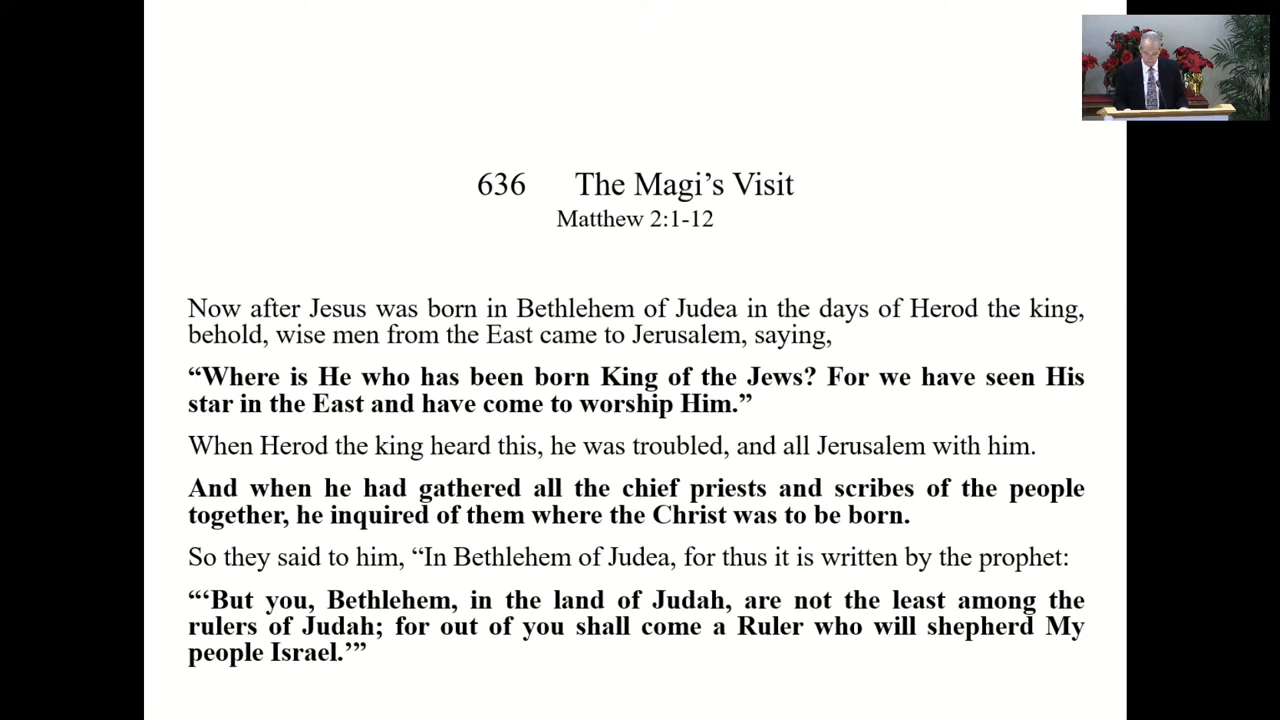 636 The Magi’s Visit
Matthew 2:1-12
Now after Jesus was born in Bethlehem of Judea in the days of Herod the king,
behold, wise men from the East came to Jerusalem, saying,
“Where is He who has been born King of the Jews? For we have seen His
star in the East and have come to worship Him.”
When Herod the king heard this, he was troubled, and all Jerusalem with him.
And when he had gathered all the chief priests and scribes of the people
together, he inquired of them where the Christ was to be born.
So they said to him, “In Bethlehem of Judea, for thus it is written by the prophet:
“‘But you, Bethlehem, in the land of Judah, are not the least among the
rulers of Judah; for out of you shall come a Ruler who will shepherd My
people Israel.’”